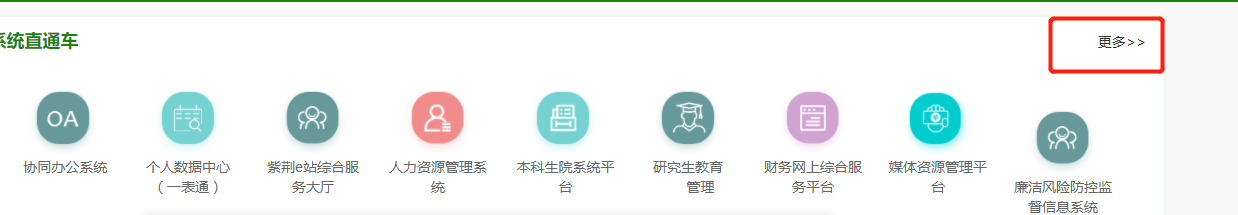 系统直通车
更多>>
OA
协同办公系统
个人数据中心
（一表通）
紫荆e站综合服
务大厅
人力资源管理系
统
本科生院系统平
台
研究生教育
管理
财务网上综合服
务平台
媒体资源管理平
台
廉洁风险防控监
督信息系统